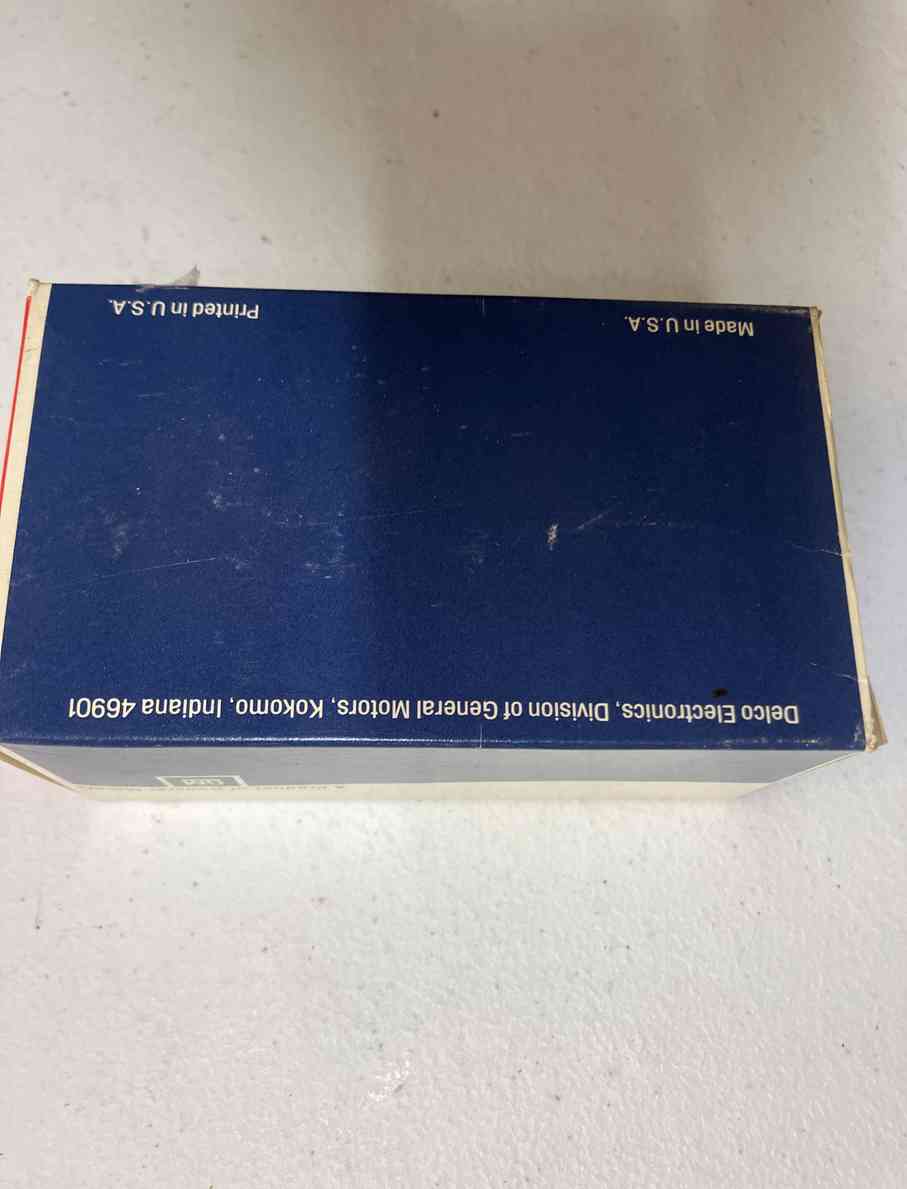 Delco Electronics, Division of General Motors, Kokomo, Indiana 46901
Made in U.S.A.
Printed in U.S.A.